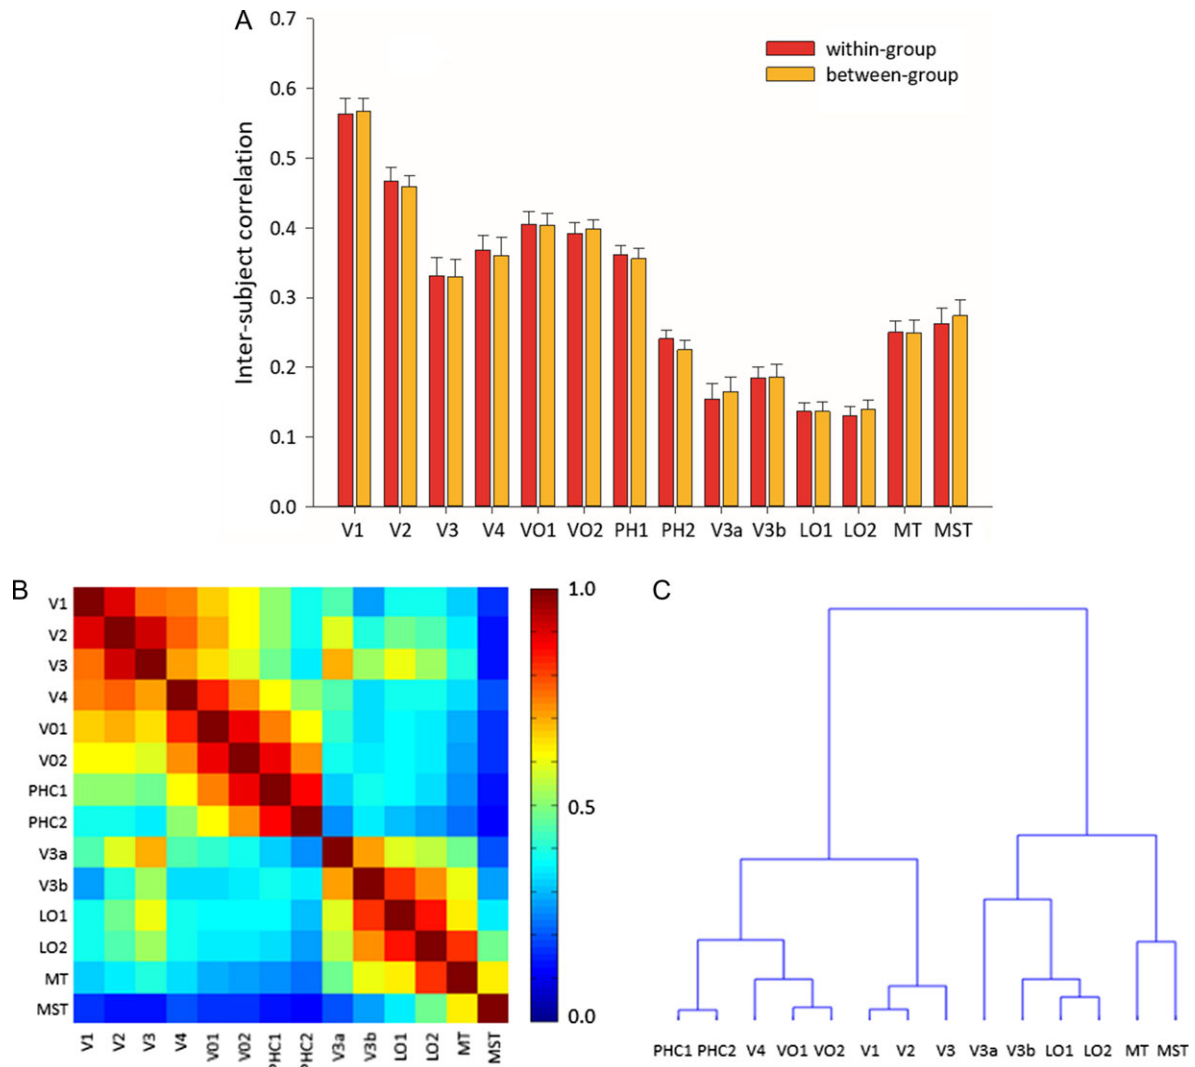 A
0.7
0.6
0.5
0.4
0.3
0.2
0.1
0.0
Inter-subject correlation
within-group
between-group
V1 V2 V3 V4 VO1 VO2 PH1 PH2 V3a V3b LO1 LO2 MT MST
B
V1
V2
V3
V4
V01
V02
PHC1
PHC2
V3a
V3b
LO1
LO2
MT
MST
V1 V2 V3 V4 V01 V02 PHC1 PHC2 V3a V3b LO1 LO2 MT MST
1.0
0.5
0.0
C
PHC1 PHC2 V4 VO1 VO2 V1 V2 V3 V3a V3b LO1 LO2 MT MST